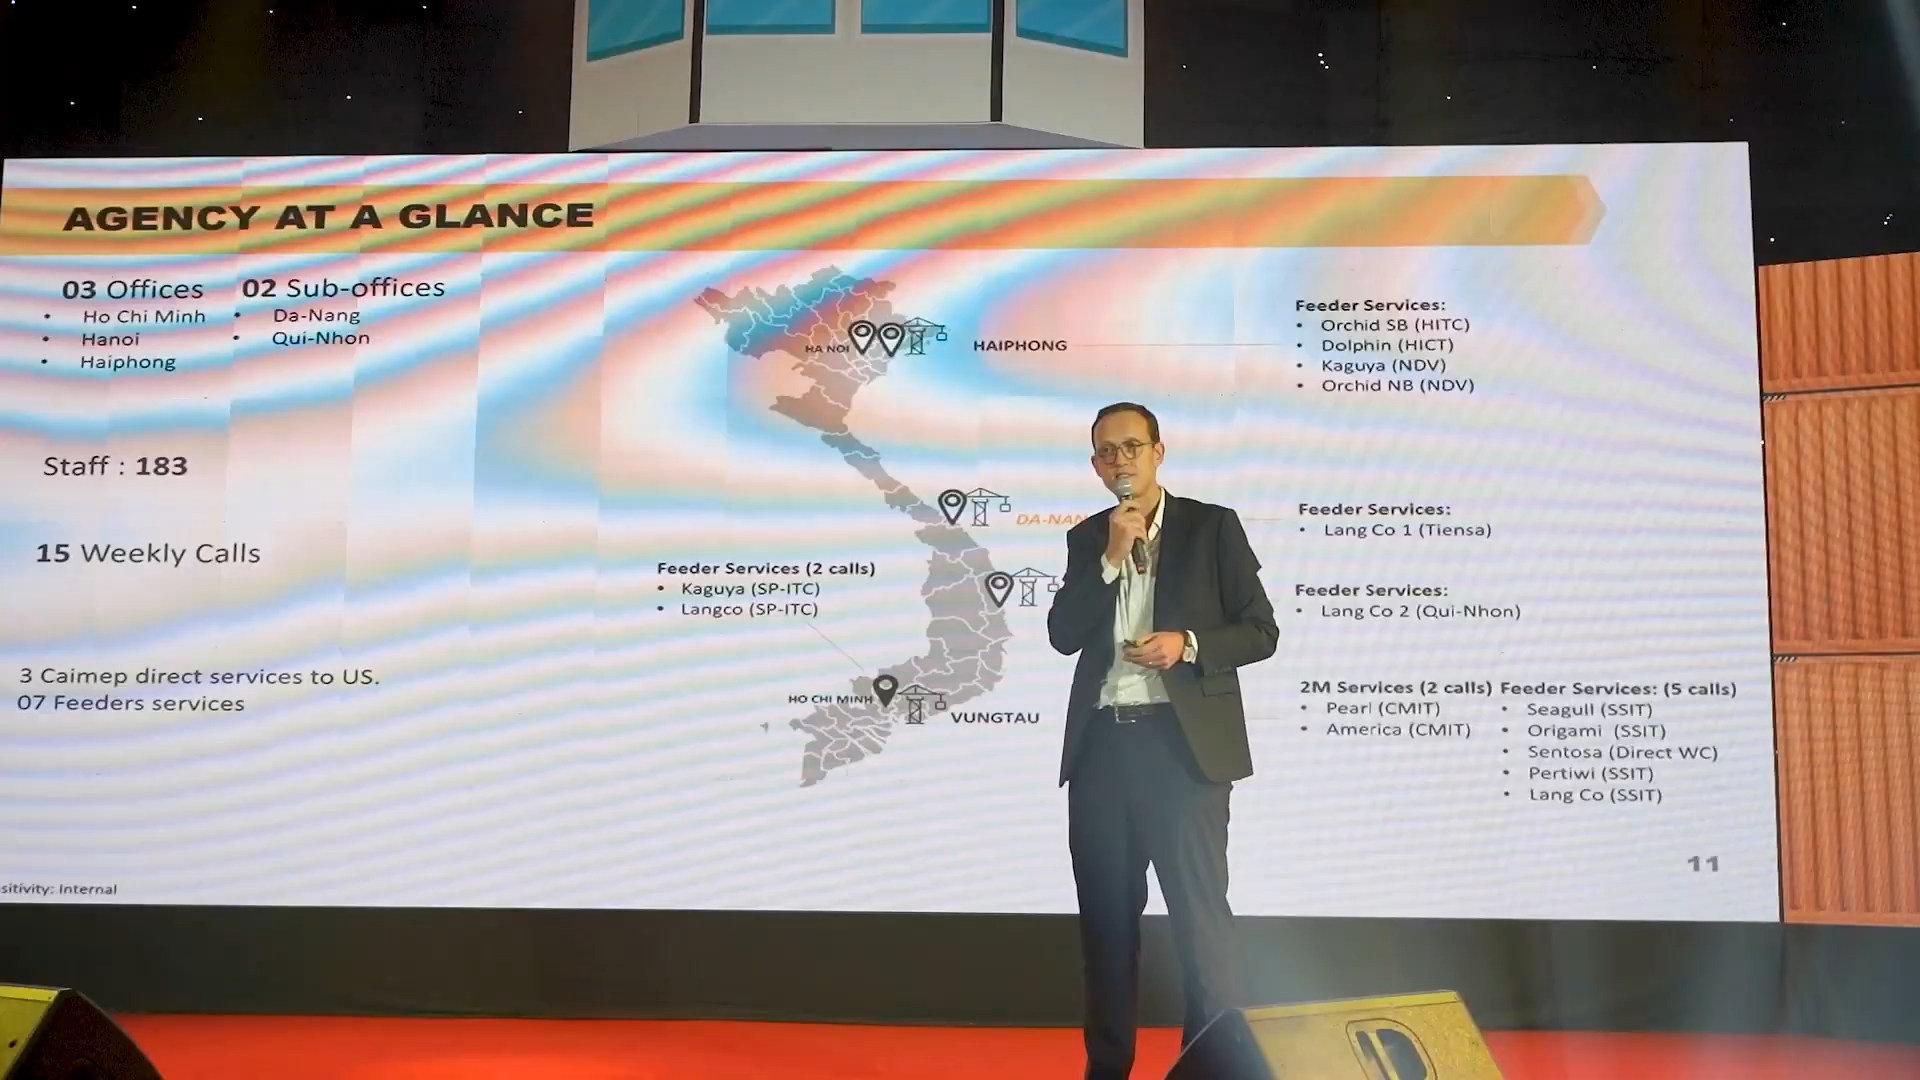 AGENCY AT A GLANCE
03 Offices
• Ho Chi Minh
• Hanoi
• Haiphong
02 Sub-offices
• Da-Nang
• Qui-Nhon
Staff : 183
15 Weekly Calls
3 Caimep direct services to US.
07 Feeders services
sitivity: Internal
HA NOI
HAIPHONG
DA-NAN
Feeder Services (2 calls)
• Kaguya (SP-ITC)
• Langco (SP-ITC)
HO CHI MINH
VUNGTAU
Feeder Services:
• Orchid SB (HITC)
• Dolphin (HICT)
• Kaguya (NDV)
• Orchid NB (NDV)
Feeder Services:
• Lang Co 1 (Tiensa)
Feeder Services:
• Lang Co 2 (Qui-Nhon)
2M Services (2 calls)
• Pearl (CMIT)
• America (CMIT)
Feeder Services: (5 calls)
• Seagull (SSIT)
• Origami (SSIT)
• Sentosa (Direct WC)
• Pertiwi (SSIT)
• Lang Co (SSIT)
11